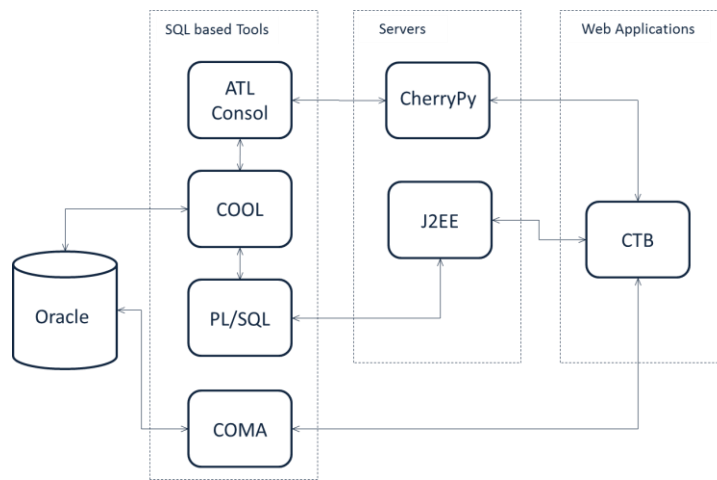 SQL based Tools
Servers
Web Applications
ATL
Consol
CherryPy
COOL
J2EE
CTB
Oracle
PL/SQL
COMA